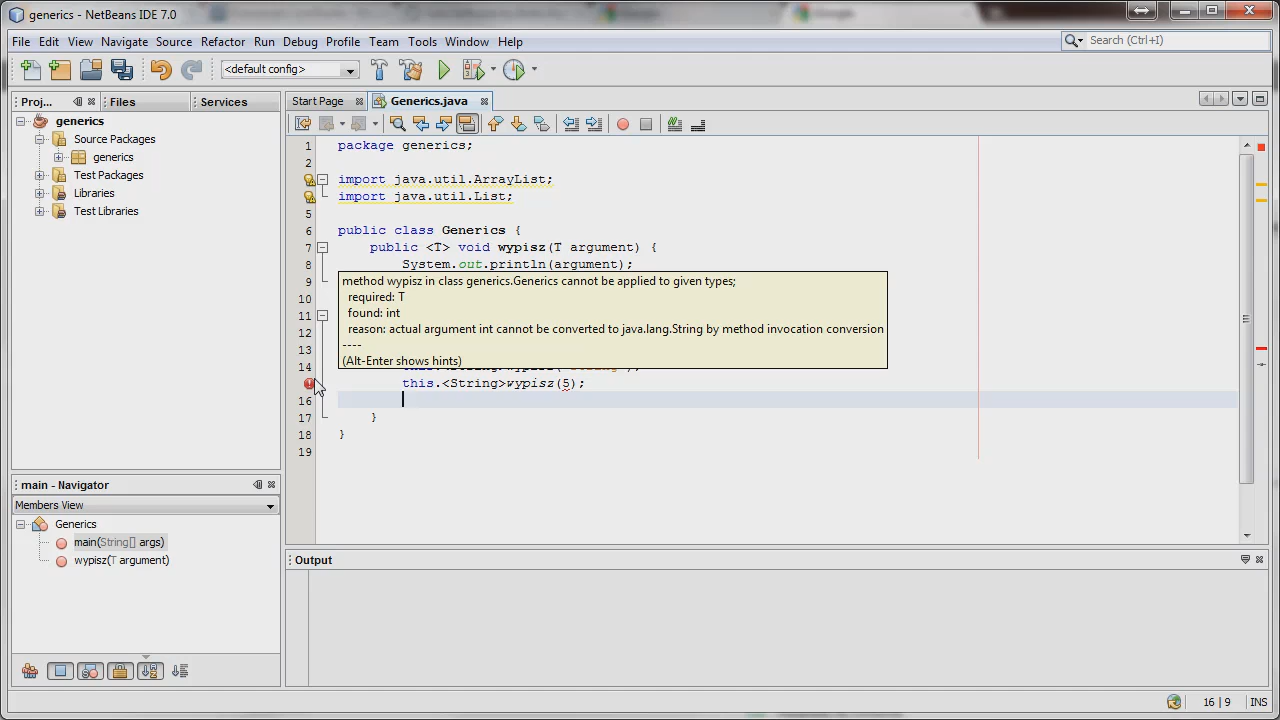 generics - NetBeans IDE 7.0
File Edit View Navigate Source Refactor Run Debug Profile Team Tools Window Help
Search (Ctrl+I)
<default config>
Proj... Files Services
Start Page Generics.java
generics
Source Packages
generics
Test Packages
Libraries
Test Libraries
1 package generics;
2
import java.util.ArrayList;
import java.util.List;
5
6 public class Generics {
7 public <T> void wypisz(T argument) {
8 System.out.println(argument);
9
10
11
12
13
14
method wypisz in class generics.Generics cannot be applied to given types;
required: T
found: int
reason: actual argument int cannot be converted to java.lang.String by method invocation conversion
----
(Alt-Enter shows hints)
this.<String>wypisz(5);
16
17 }
18 }
19
main - Navigator
Members View
Generics
main(String[] args)
wypisz(T argument)
Output
16 | 9 INS